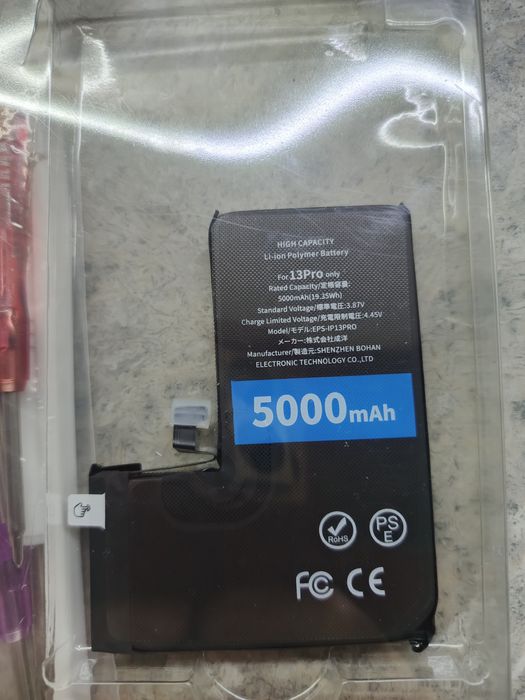 HIGH CAPACITY
Li-ion Polymer Battery
For 13Pro only
Rated Capacity/定格容量:
5000mAh(19.35Wh)
Standard Voltage/標準電圧: 3.87V
Charge Limited Voltage/充電限制電圧: 4.45V
Model/モデル:EPS-IP13PRO
メーカー:株式会社成洋
Manufacturer/製造元:SHENZHEN BOHAN
ELECTRONIC TECHNOLOGY CO.,LTD
5000mAh
RoHS
PS
E
FC CE